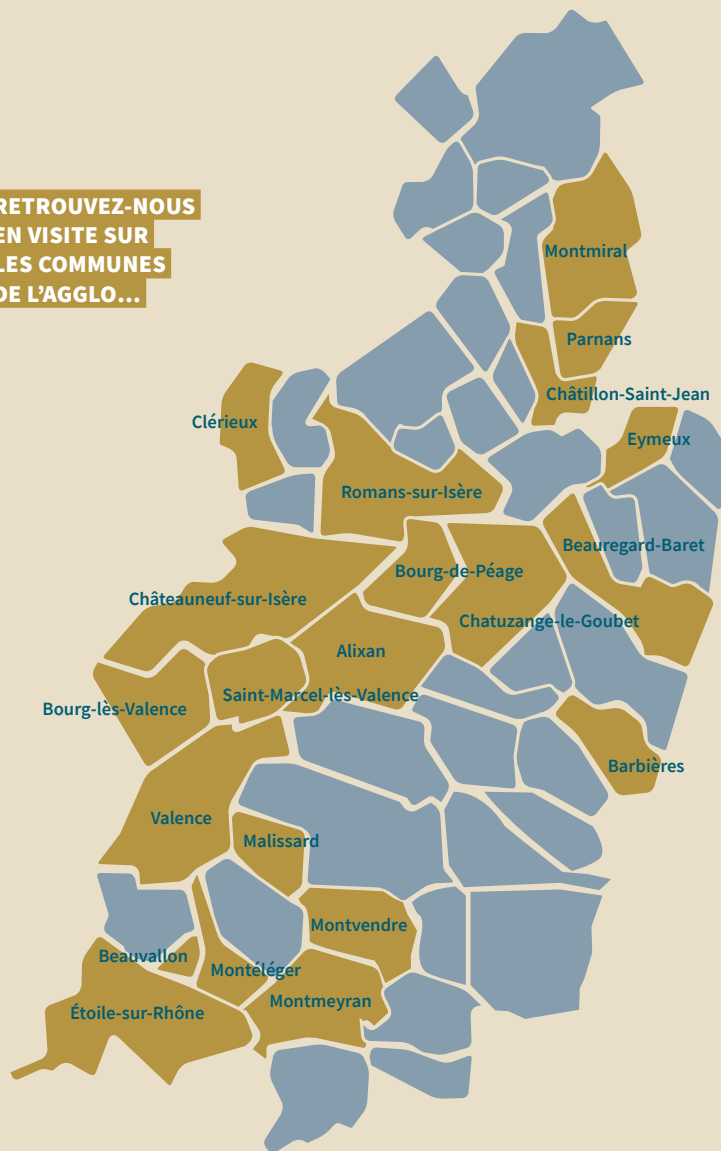 RETROUVEZ-NOUS
EN VISITE SUR
LES COMMUNES
DE L’AGGLO...
Montmiral
Parnans
Châtillon-Saint-Jean
Clérieux
Eymeux
Romans-sur-Isère
Beauregard-Baret
Bourg-de-Péage
Châteauneuf-sur-Isère
Chatuzange-le-Goubet
Alixan
Saint-Marcel-lès-Valence
Bourg-lès-Valence
Barbières
Valence
Malissard
Montvendre
Beauvallon
Montéléger
Montmeyran
Étoile-sur-Rhône